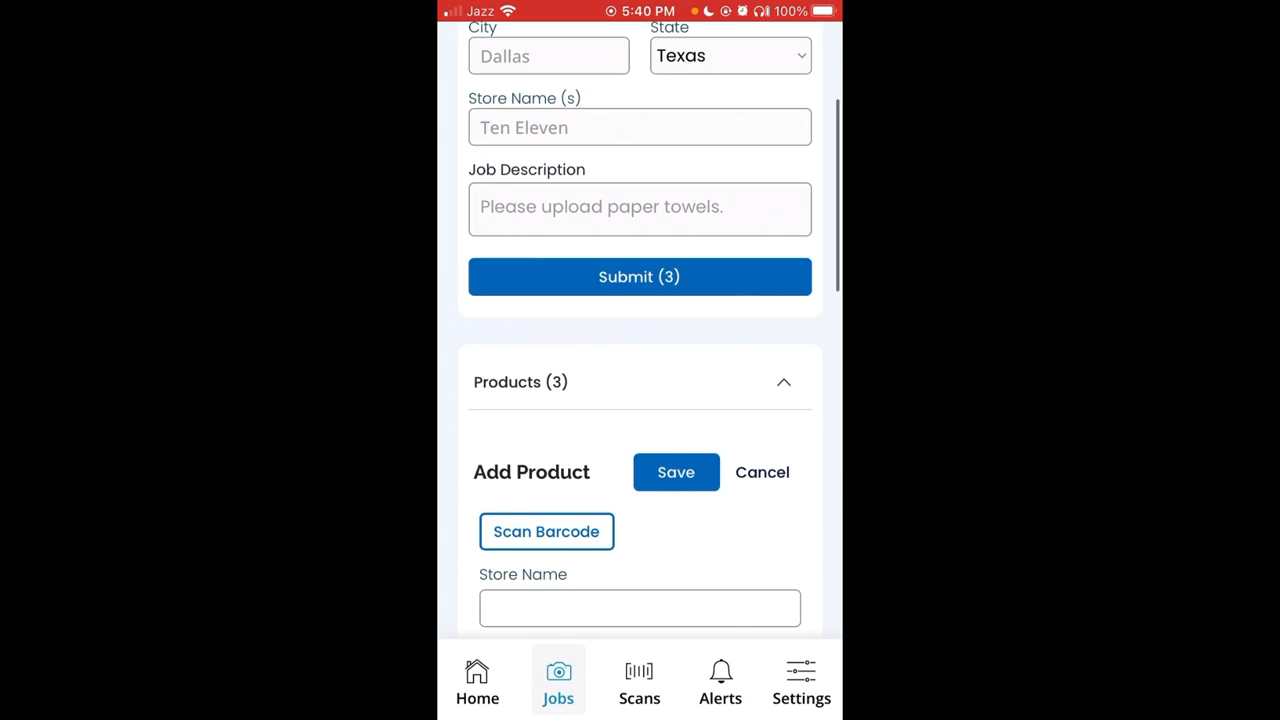 Jazz 5:40 PM 100%
City State
Dallas Texas
Store Name (s)
Ten Eleven
Job Description
Please upload paper towels.
Submit (3)
Products (3)
Add Product Save Cancel
Scan Barcode
Store Name
Home Jobs Scans Alerts Settings